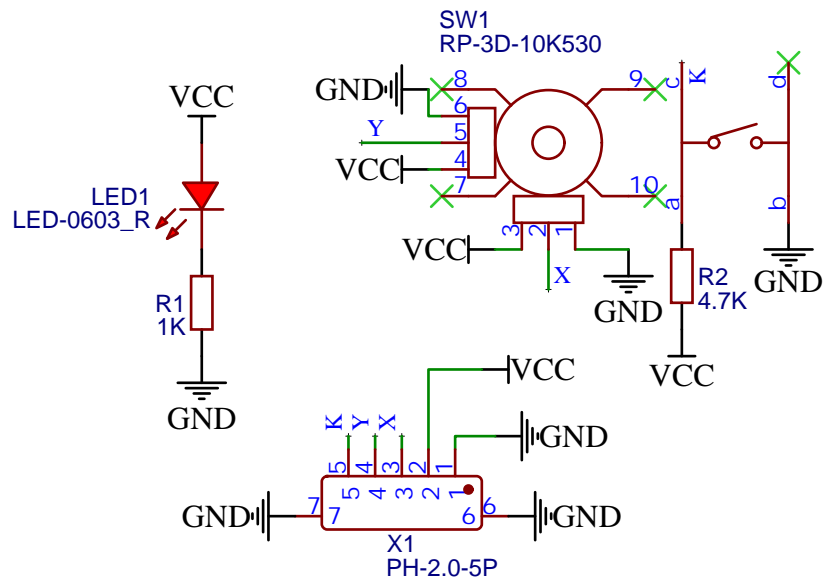 SW1
RP-3D-10K530
GND
8
9
c
K
d
6
Y
5
VCC
4
7
10
a
b
VCC
LED1
LED-0603_R
R1
1K
GND
3
2
1
VCC
X
GND
R2
4.7K
VCC
GND
VCC
K
Y
X
GND
5
4
3
2
1
5
4
3
2
1
GND
7
7
6
6
GND
X1
PH-2.0-5P